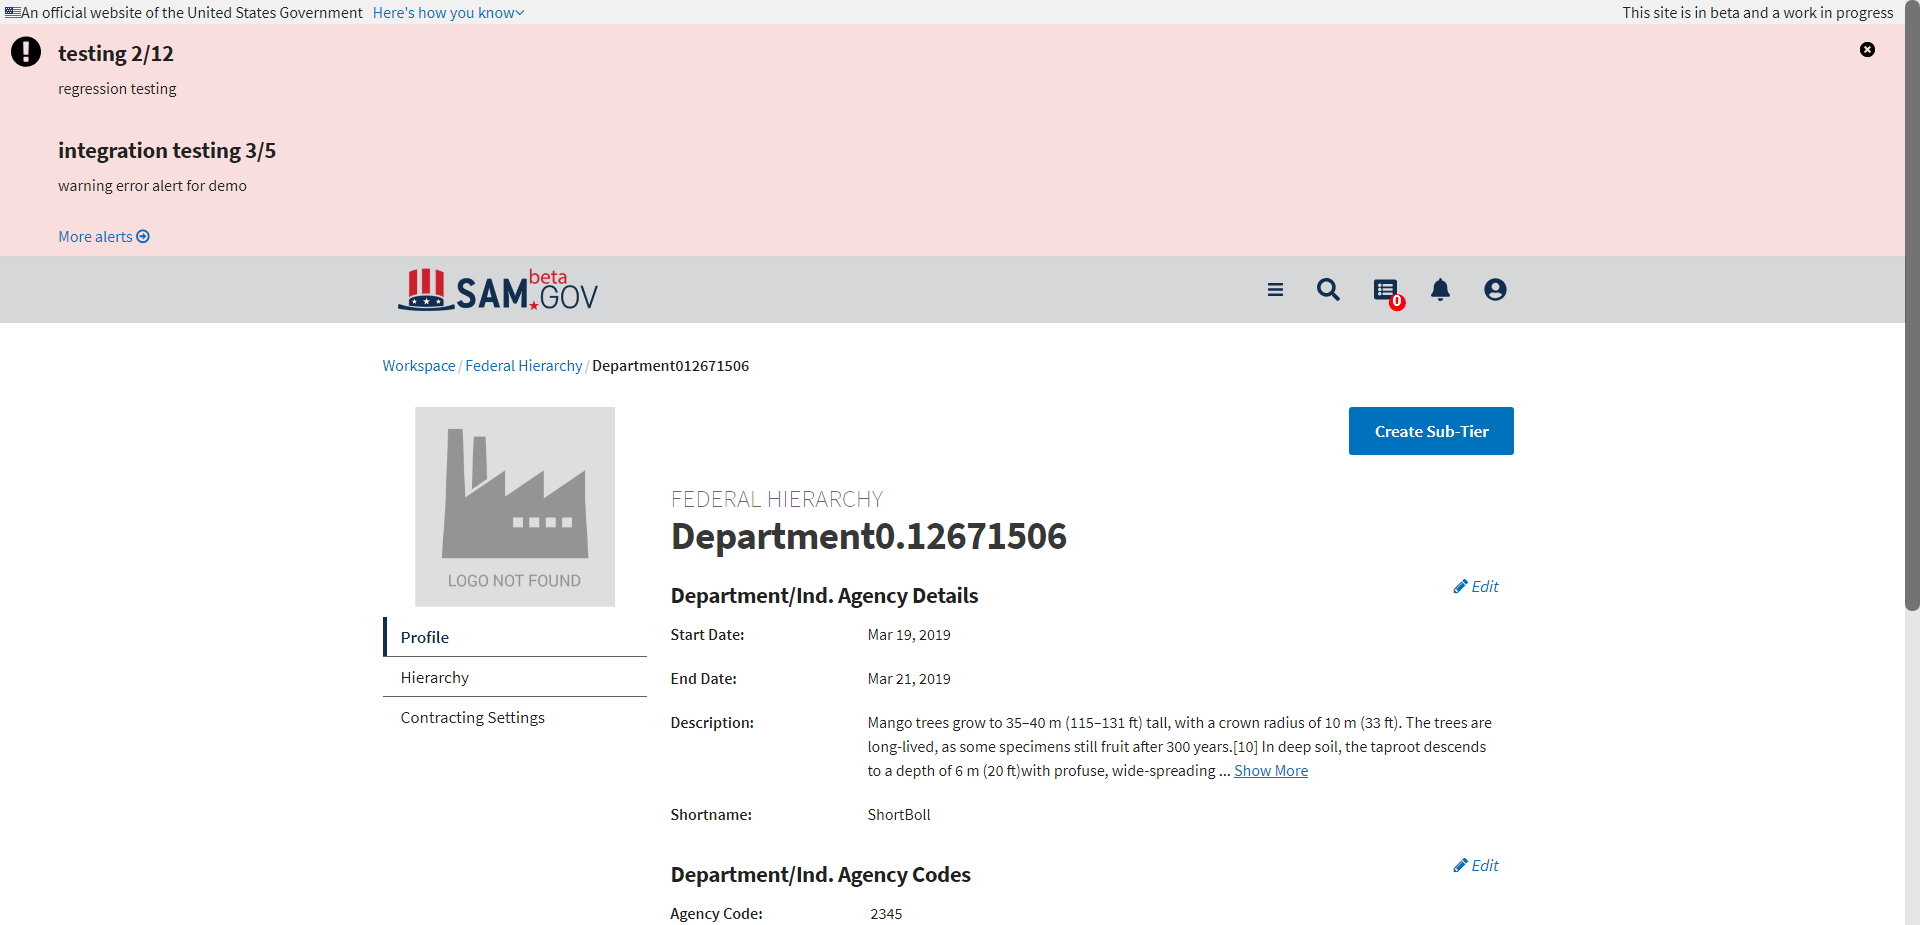 An official website of the United States Government Here's how you know
This site is in beta and a work in progress
testing 2/12
regression testing
integration testing 3/5
warning error alert for demo
More alerts
SAM.GOV beta
0
Workspace / Federal Hierarchy / Department012671506
LOGO NOT FOUND
Create Sub-Tier
Profile
Hierarchy
Contracting Settings
FEDERAL HIERARCHY
Department0.12671506
Department/Ind. Agency Details
Edit
Start Date: Mar 19, 2019
End Date: Mar 21, 2019
Description: Mango trees grow to 35–40 m (115–131 ft) tall, with a crown radius of 10 m (33 ft). The trees are
long-lived, as some specimens still fruit after 300 years.[10] In deep soil, the taproot descends
to a depth of 6 m (20 ft)with profuse, wide-spreading ... Show More
Shortname: ShortBoll
Department/Ind. Agency Codes
Edit
Agency Code: 2345